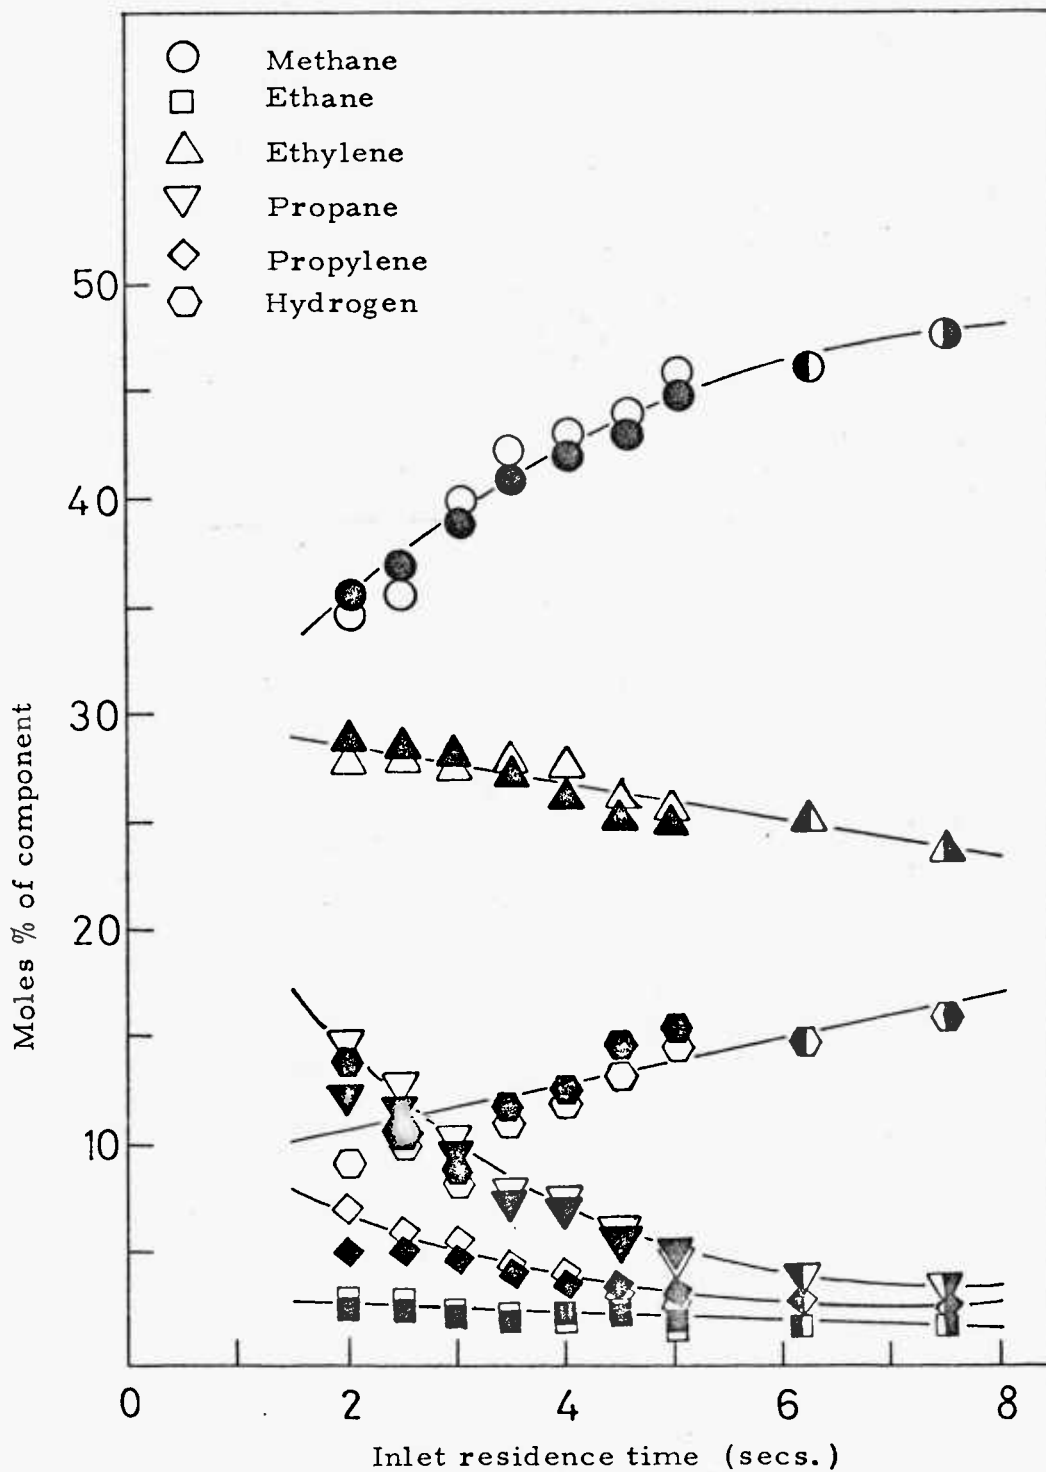 Methane
Ethane
Ethylene
Propane
Propylene
Hydrogen
50
40
30
20
10
Moles % of component
0 2 4 6 8
Inlet residence time (secs.)